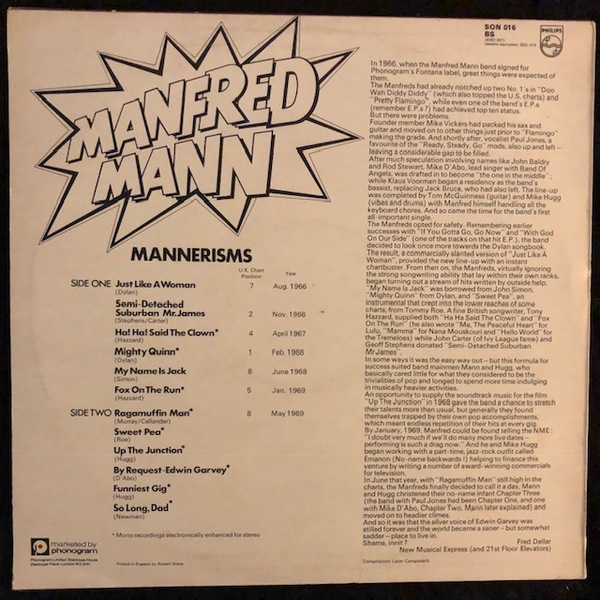 SON 016
BS
PHILIPS
MANFRED
MANN
MANNERISMS
U.K. Chart
Position
Year
SIDE ONE Just Like A Woman 7 Aug. 1966
(Dylan)
Semi-Detached
Suburban Mr. James 2 Nov. 1966
(Stephens/Carter)
Ha! Ha! Said The Clown* 4 April 1967
(Hazzard)
Mighty Quinn* 1 Feb. 1968
(Dylan)
My Name Is Jack 8 June 1968
(Simon)
Fox On The Run* 5 Jan. 1969
(Hazzard)
SIDE TWO Ragamuffin Man* 8 May 1969
(Murray/Callander)
Sweet Pea*
(Roe)
Up The Junction*
(Hugg)
By Request-Edwin Garvey*
(D'Abo)
Funniest Gig*
(Hugg)
So Long, Dad*
(Newman)
* Mono recordings electronically enhanced for stereo
marketed by
phonogram
Printed in England by
In 1966, when the Manfred Mann band signed for
Phonogram's Fontana label, great things were expected of
them.
The Manfreds had already notched up two No. 1's in "Doo
Wah Diddy Diddy" (which also topped the U.S. charts) and
"Pretty Flamingo", while even one of the band's E.P.s
(remember E.P.s?) had achieved top ten status.
But there were problems.
Founder member Mike Vickers had packed his sax and
guitar and moved on to other things just prior to "Flamingo"
making the grade. And shortly after, vocalist Paul Jones, a
favourite of the "Ready, Steady, Go" mods, also up and left –
leaving a considerable gap to be filled.
After much speculation involving names like John Baldry
and Rod Stewart, Mike D'Abo, lead singer with Band Of
Angels, was drafted in to become "the one in the middle" ;
while Klaus Voorman began a residency as the band's
bassist, replacing Jack Bruce, who had also left. The line-up
was completed by Tom McGuinness (guitar) and Mike Hugg
(vibes and drums) with Manfred himself handling all the
keyboard chores. And so came the time for the band's first
all-important single.
The Manfreds opted for safety. Remembering earlier
successes with "If You Gotta Go, Go Now" and "With God
On Our Side" (one of the tracks on that hit E.P.), the band
decided to look once more towards the Dylan songbook.
The result, a commercially slanted version of "Just Like A
Woman", provided the new line-up with an instant
chartbuster. From then on, the Manfreds, virtually ignoring
the strong songwriting ability that lay within their own ranks,
began turning out a stream of hits written by outside help.
"My Name Is Jack" was borrowed from John Simon,
"Mighty Quinn" from Dylan, and "Sweet Pea", an
instrumental that crept into the lower reaches of some
charts, from Tommy Roe. A fine British songwriter, Tony
Hazzard, supplied both "Ha Ha Said The Clown" and "Fox
On The Run" (he also wrote "Me, The Peaceful Heart" for
Lulu, "Mamma" for Nana Mouskouri and "Hello World" for
the Tremeloes) while John Carter (of Ivy League fame) and
Geoff Stephens donated "Semi-Detached Suburban
Mr James".
In some ways it was the easy way out – but this formula for
success suited band mainmen Mann and Hugg, who
basically cared little for what they considered to be the
trivialities of pop and longed to spend more time indulging
in musically heavier activities.
An opportunity to supply the soundtrack music for the film
"Up The Junction" in 1968 gave the band a chance to stretch
their talents more than usual, but generally they found
themselves trapped by their own pop accomplishments,
which meant endless repetition of their hits at every gig.
By January, 1969, Manfred could be found telling the NME :
"I doubt very much if we'll do many more live dates –
performing is such a drag now." And he and Mike Hugg
began working with a part-time, jazz-rock outfit called
Emanon (No-name backwards!) helping to finance this
venture by writing a number of award-winning commercials
for television.
In June that year, with "Ragamuffin Man" still high in the
charts, the Manfreds finally decided to call it a day, Mann
and Hugg christened their no-name infant Chapter Three
(the band with Paul Jones had been Chapter One, and one
with Mike D'Abo, Chapter Two, Mann later explained) and
moved on to headier climes.
And so it was that the silver voice of Edwin Garvey was
stilled forever and the world became a saner – but somewhat
sadder – place to live in.
Shame, innit ?
Fred Dellar
New Musical Express (and 21st Floor Elevators)